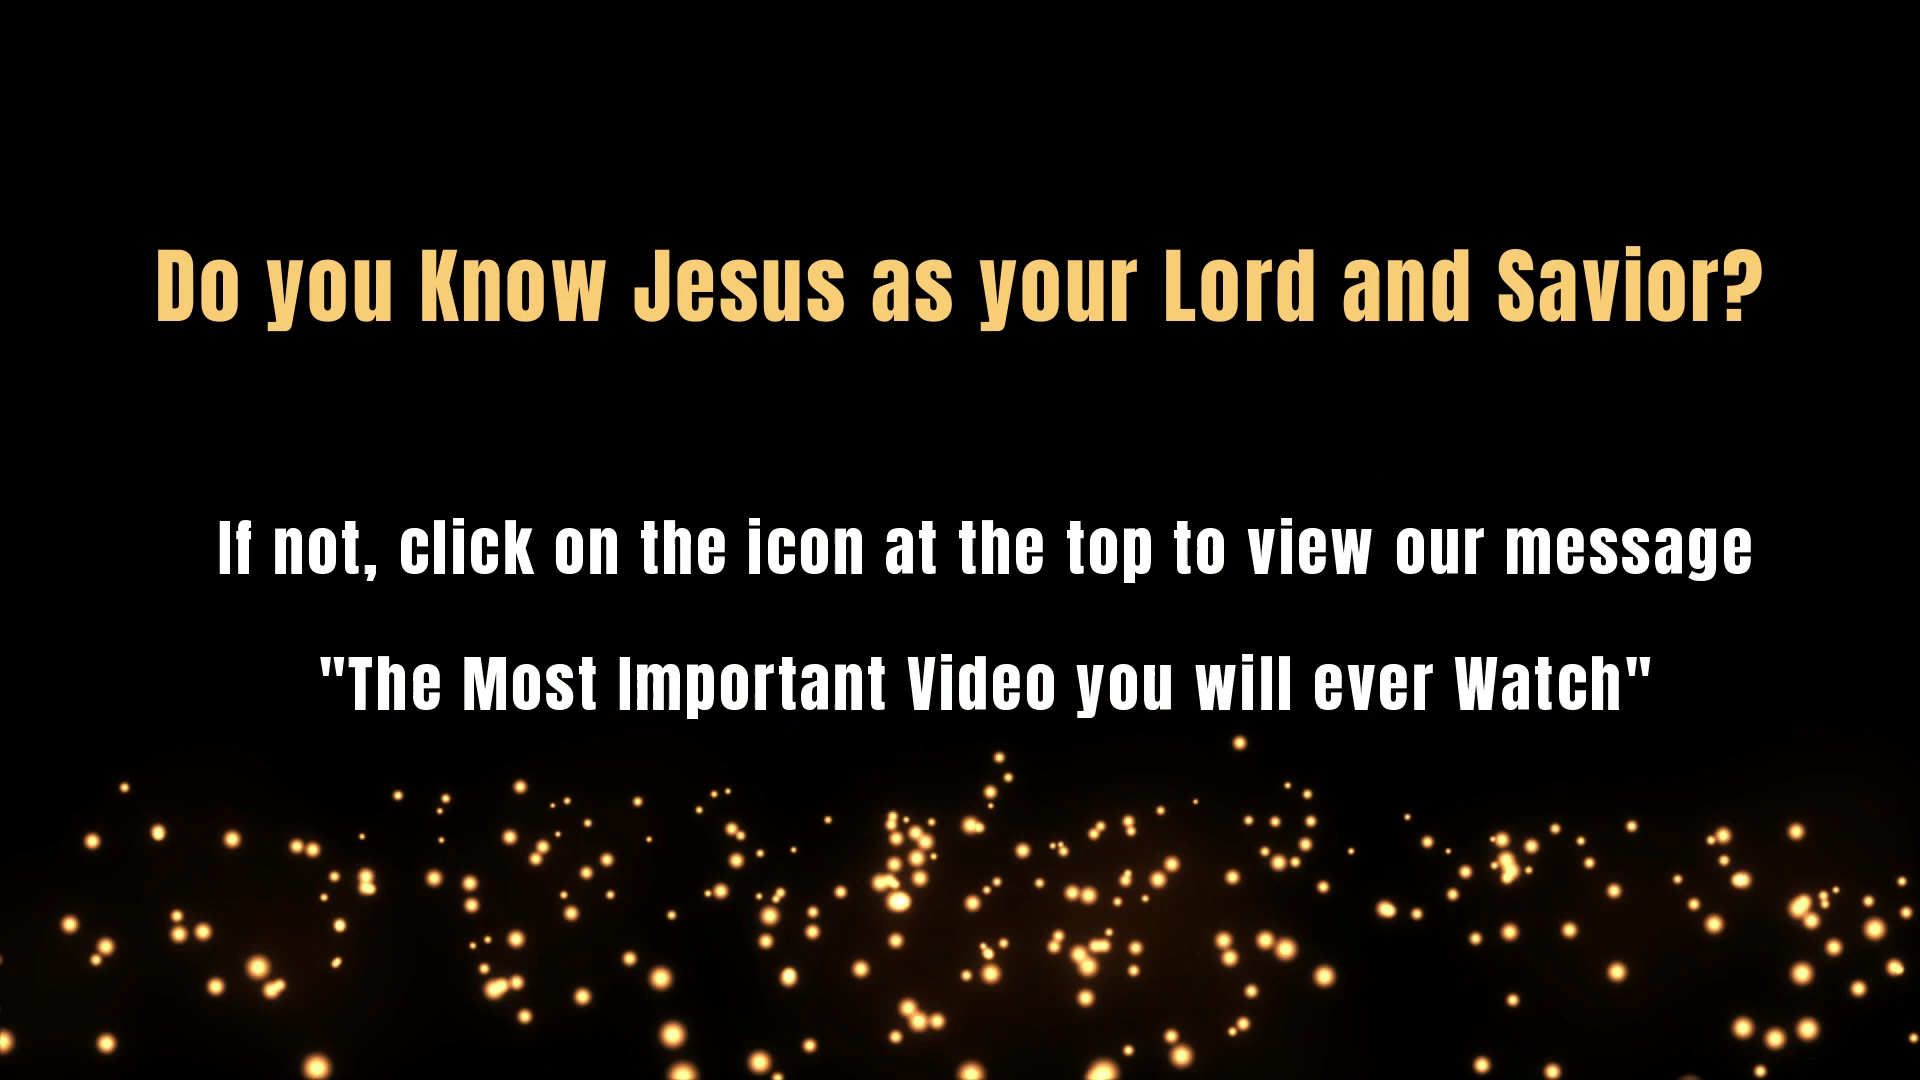 Do you Know Jesus as your Lord and Savior?
If not, click on the icon at the top to view our message
"The Most Important Video you will ever Watch"